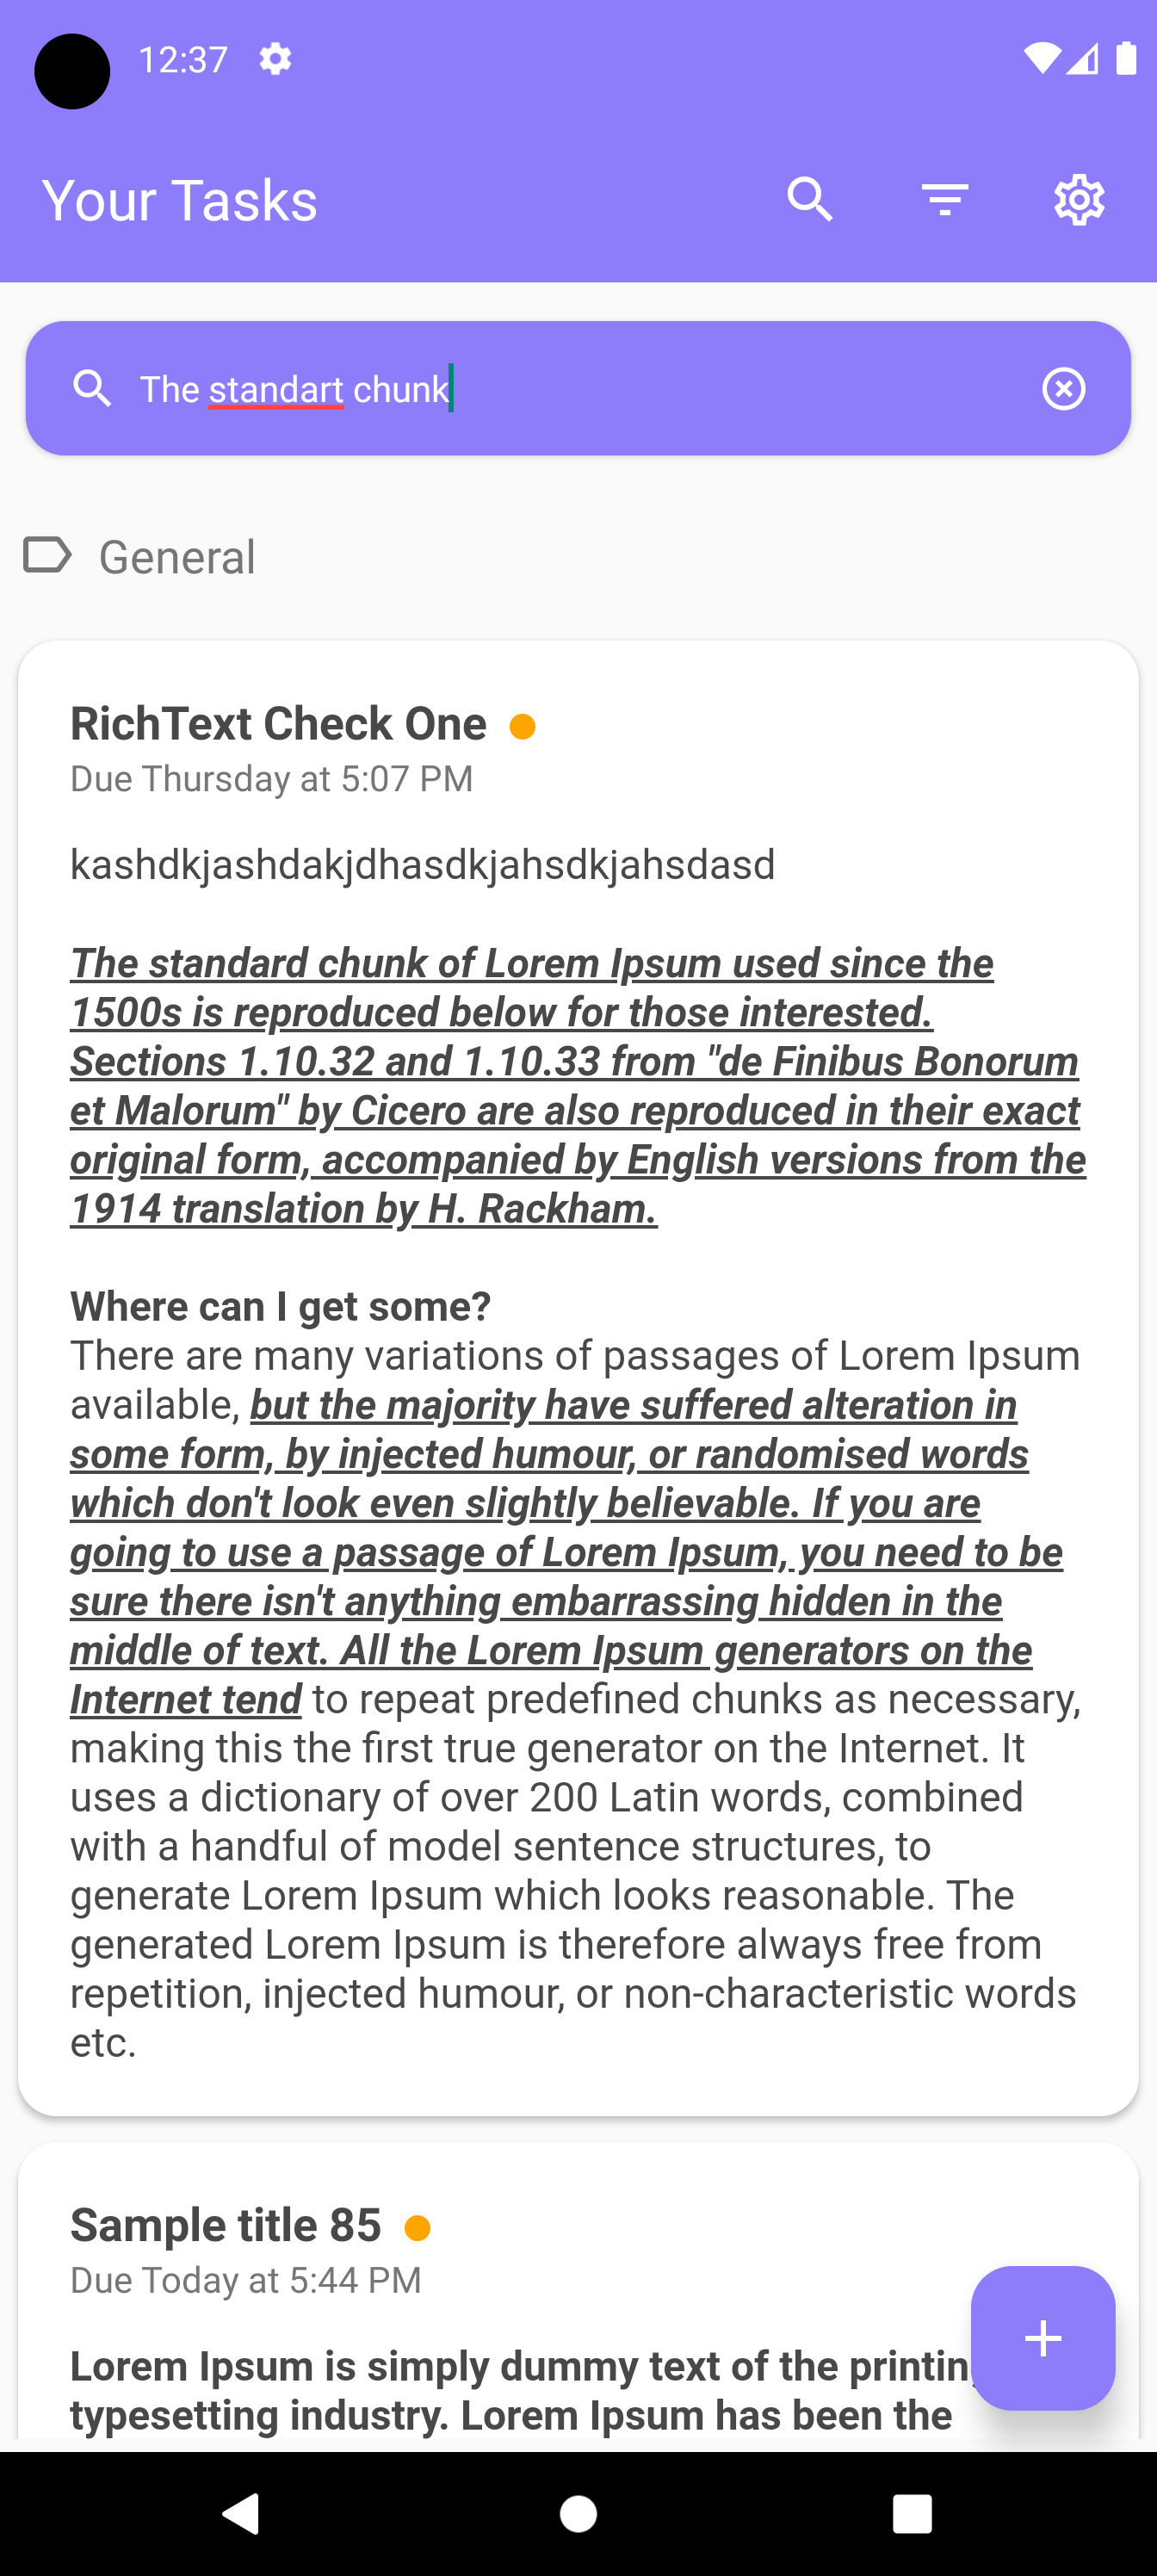 12:37
Your Tasks
The standart chunk
General
RichText Check One
Due Thursday at 5:07 PM
kashdkjashdakjdhasdkjahsdkjahsdasd
The standard chunk of Lorem Ipsum used since the
1500s is reproduced below for those interested.
Sections 1.10.32 and 1.10.33 from "de Finibus Bonorum
et Malorum" by Cicero are also reproduced in their exact
original form, accompanied by English versions from the
1914 translation by H. Rackham.
Where can I get some?
There are many variations of passages of Lorem Ipsum
available, but the majority have suffered alteration in
some form, by injected humour, or randomised words
which don't look even slightly believable. If you are
going to use a passage of Lorem Ipsum, you need to be
sure there isn't anything embarrassing hidden in the
middle of text. All the Lorem Ipsum generators on the
Internet tend to repeat predefined chunks as necessary,
making this the first true generator on the Internet. It
uses a dictionary of over 200 Latin words, combined
with a handful of model sentence structures, to
generate Lorem Ipsum which looks reasonable. The
generated Lorem Ipsum is therefore always free from
repetition, injected humour, or non-characteristic words
etc.
Sample title 85
Due Today at 5:44 PM
Lorem Ipsum is simply dummy text of the
typesetting industry. Lorem Ipsum has been the